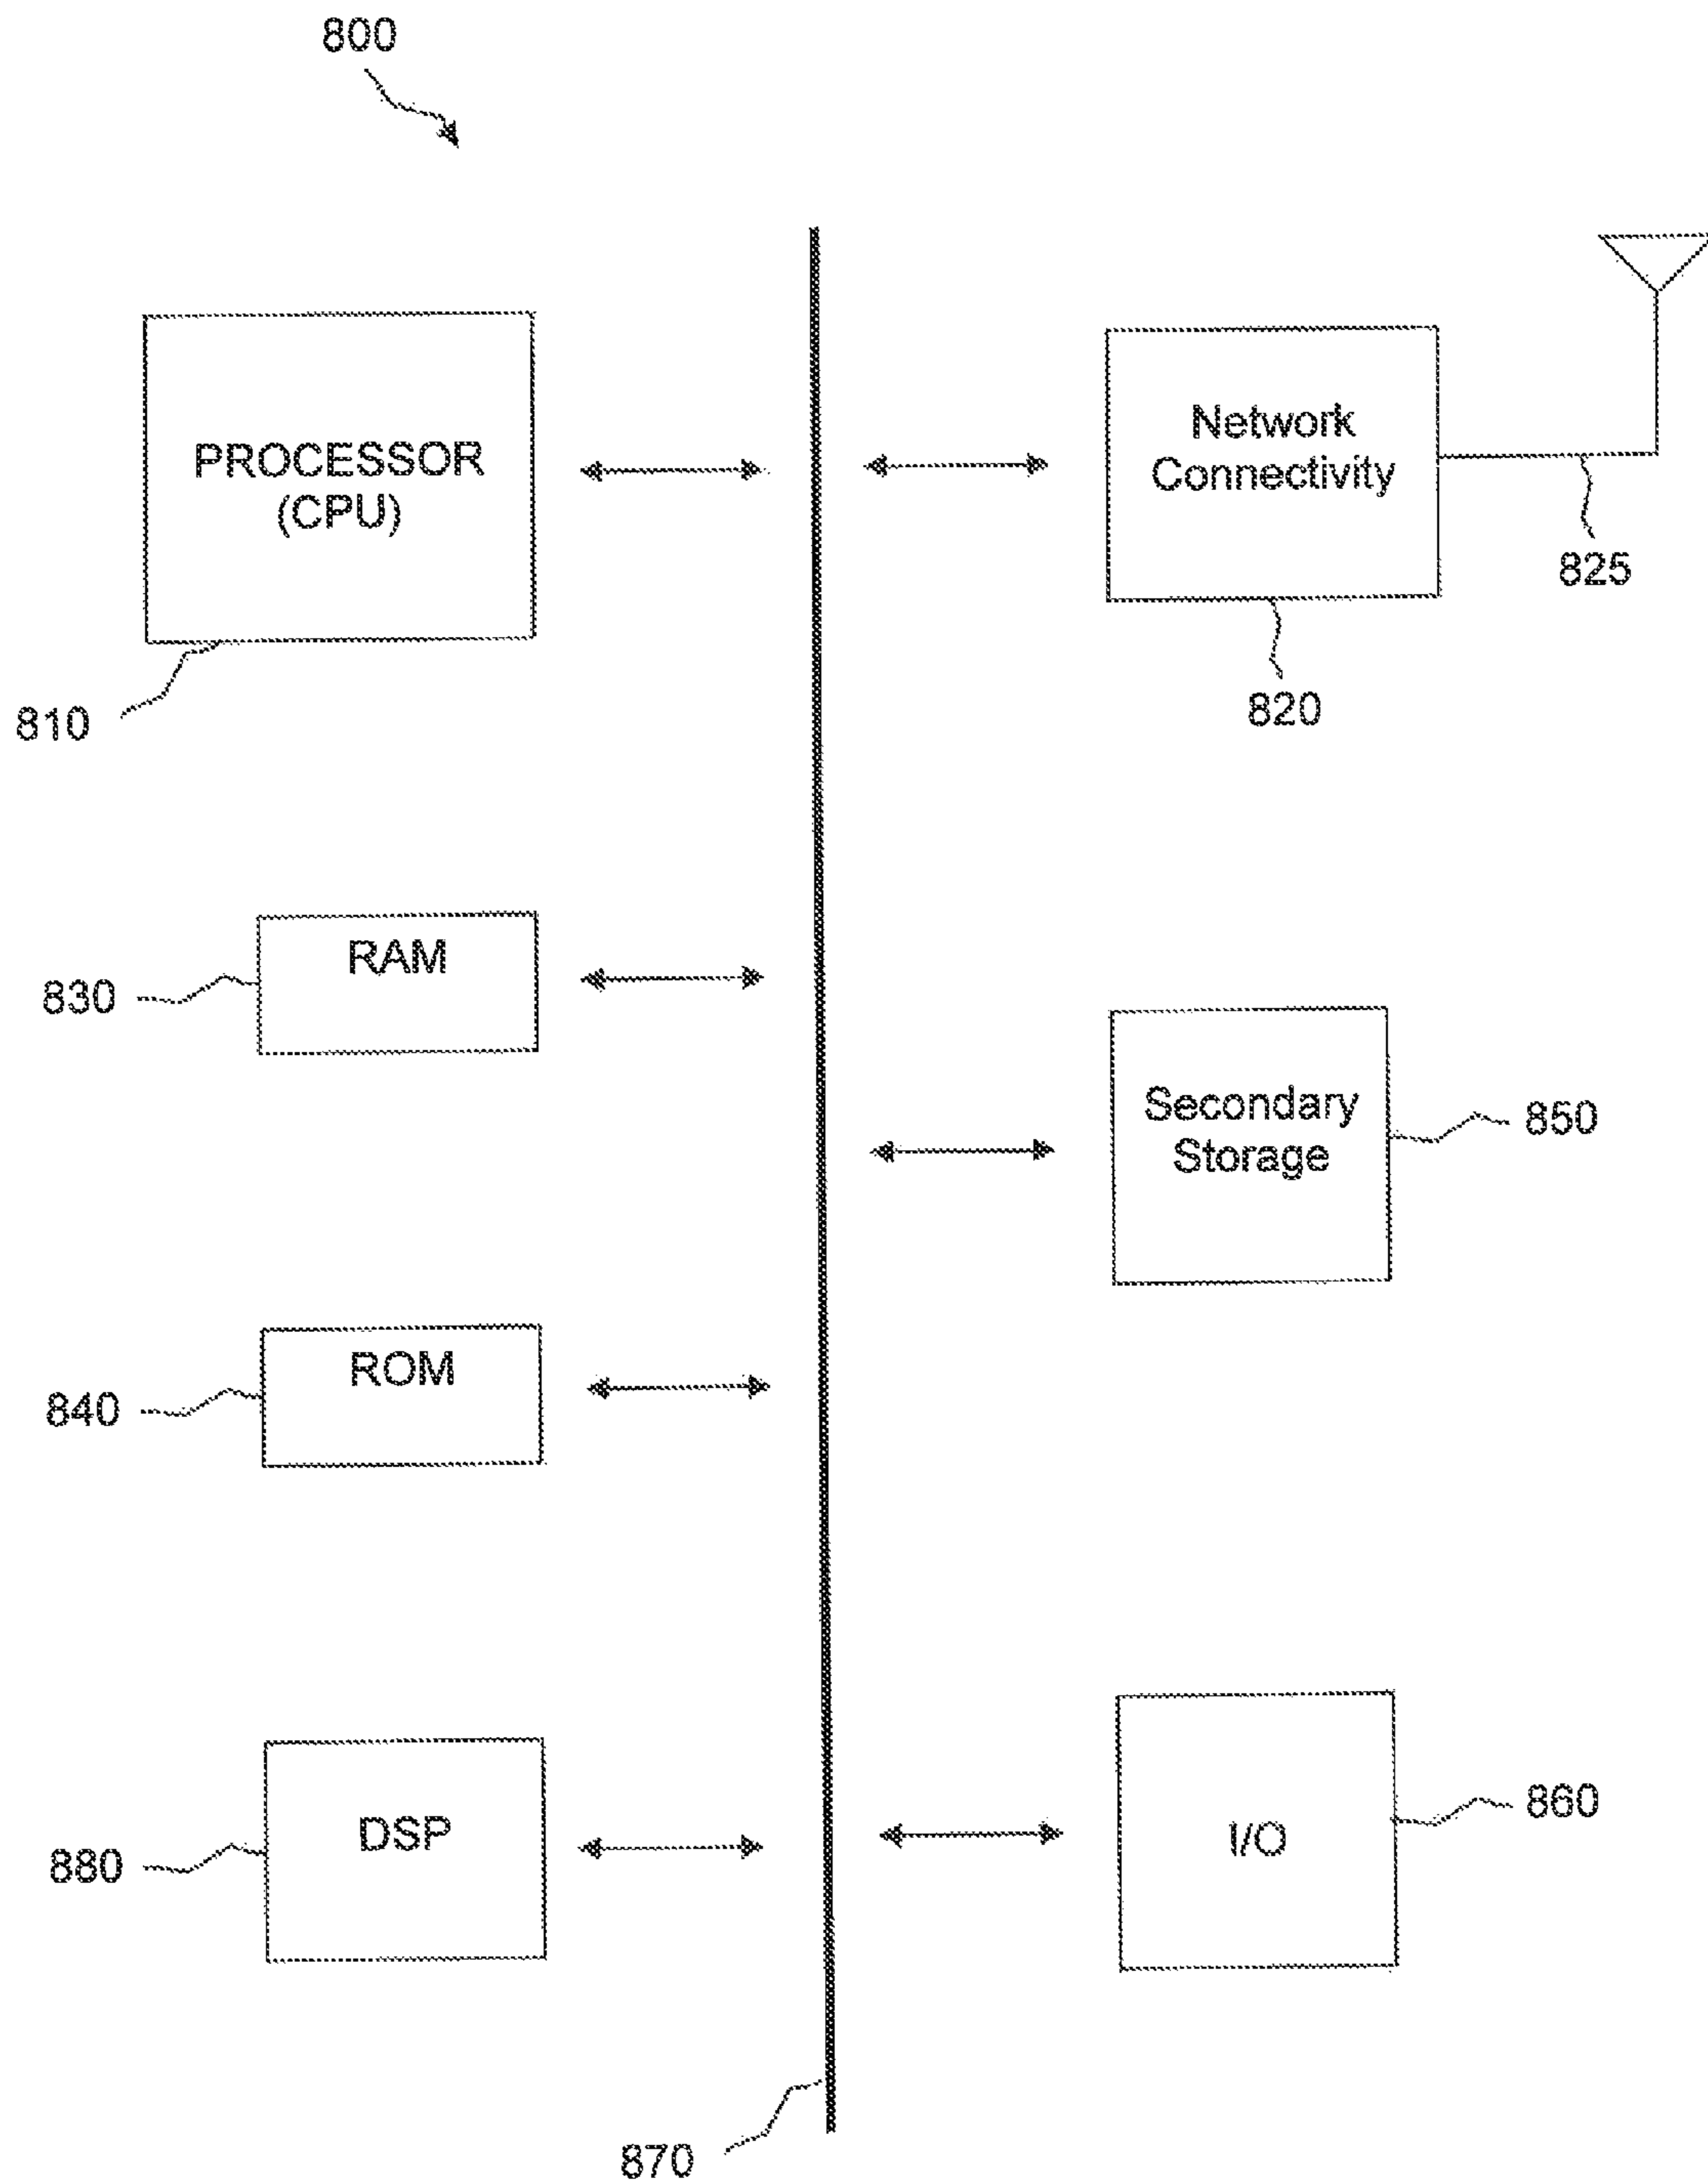 800
PROCESSOR
(CPU)
810
Network
Connectivity
825
820
RAM
830
Secondary
Storage
850
ROM
840
DSP
880
I/O
860
870